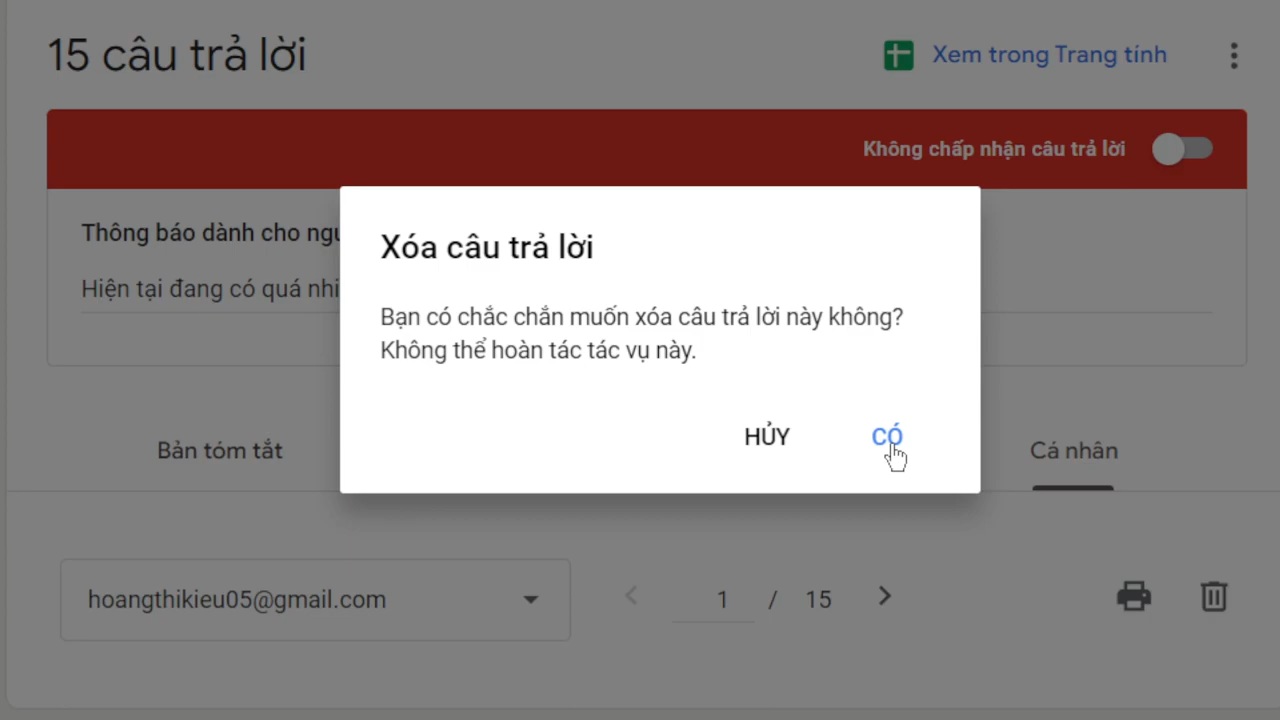 15 câu trả lời
Xem trong Trang tính
Không chấp nhận câu trả lời
Thông báo dành cho
Hiện tại đang có quá
Xóa câu trả lời
Bạn có chắc chắn muốn xóa câu trả lời này không?
Không thể hoàn tác tác vụ này.
HỦY
CÓ
Bản tóm tắt
Cá nhân
hoangthikieu05@gmail.com
1 / 15